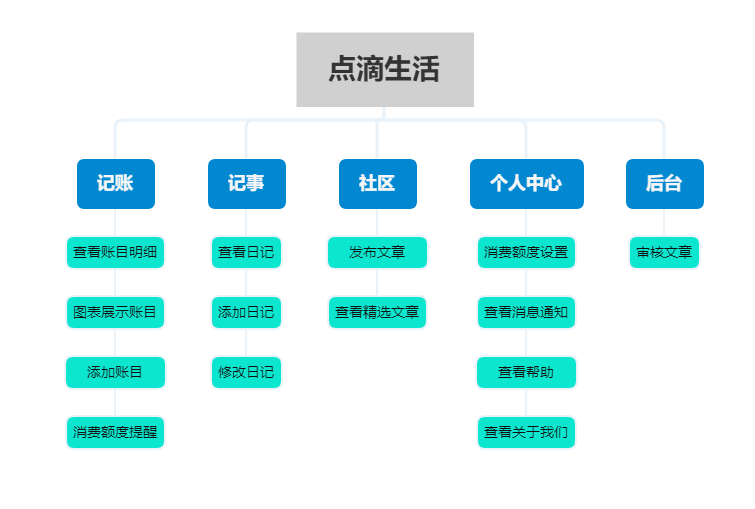 点滴生活
记账
记事
社区
个人中心
后台
查看账目明细
查看日记
发布文章
消费额度设置
审核文章
图表展示账目
添加日记
查看精选文章
查看消息通知
添加账目
修改日记
查看帮助
消费额度提醒
查看关于我们